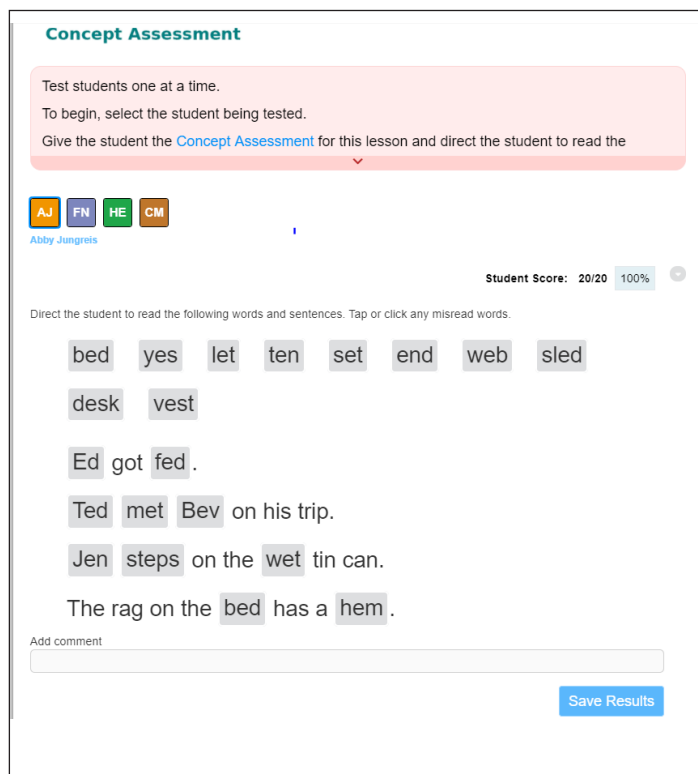 Concept Assessment
Test students one at a time.
To begin, select the student being tested.
Give the student the Concept Assessment for this lesson and direct the student to read the
AJ FN HE CM
Abby Jungreis
Student Score: 20/20 100%
Direct the student to read the following words and sentences. Tap or click any misread words.
bed yes let ten set end web sled
desk vest
Ed got fed.
Ted met Bev on his trip.
Jen steps on the wet tin can.
The rag on the bed has a hem.
Add comment
Save Results